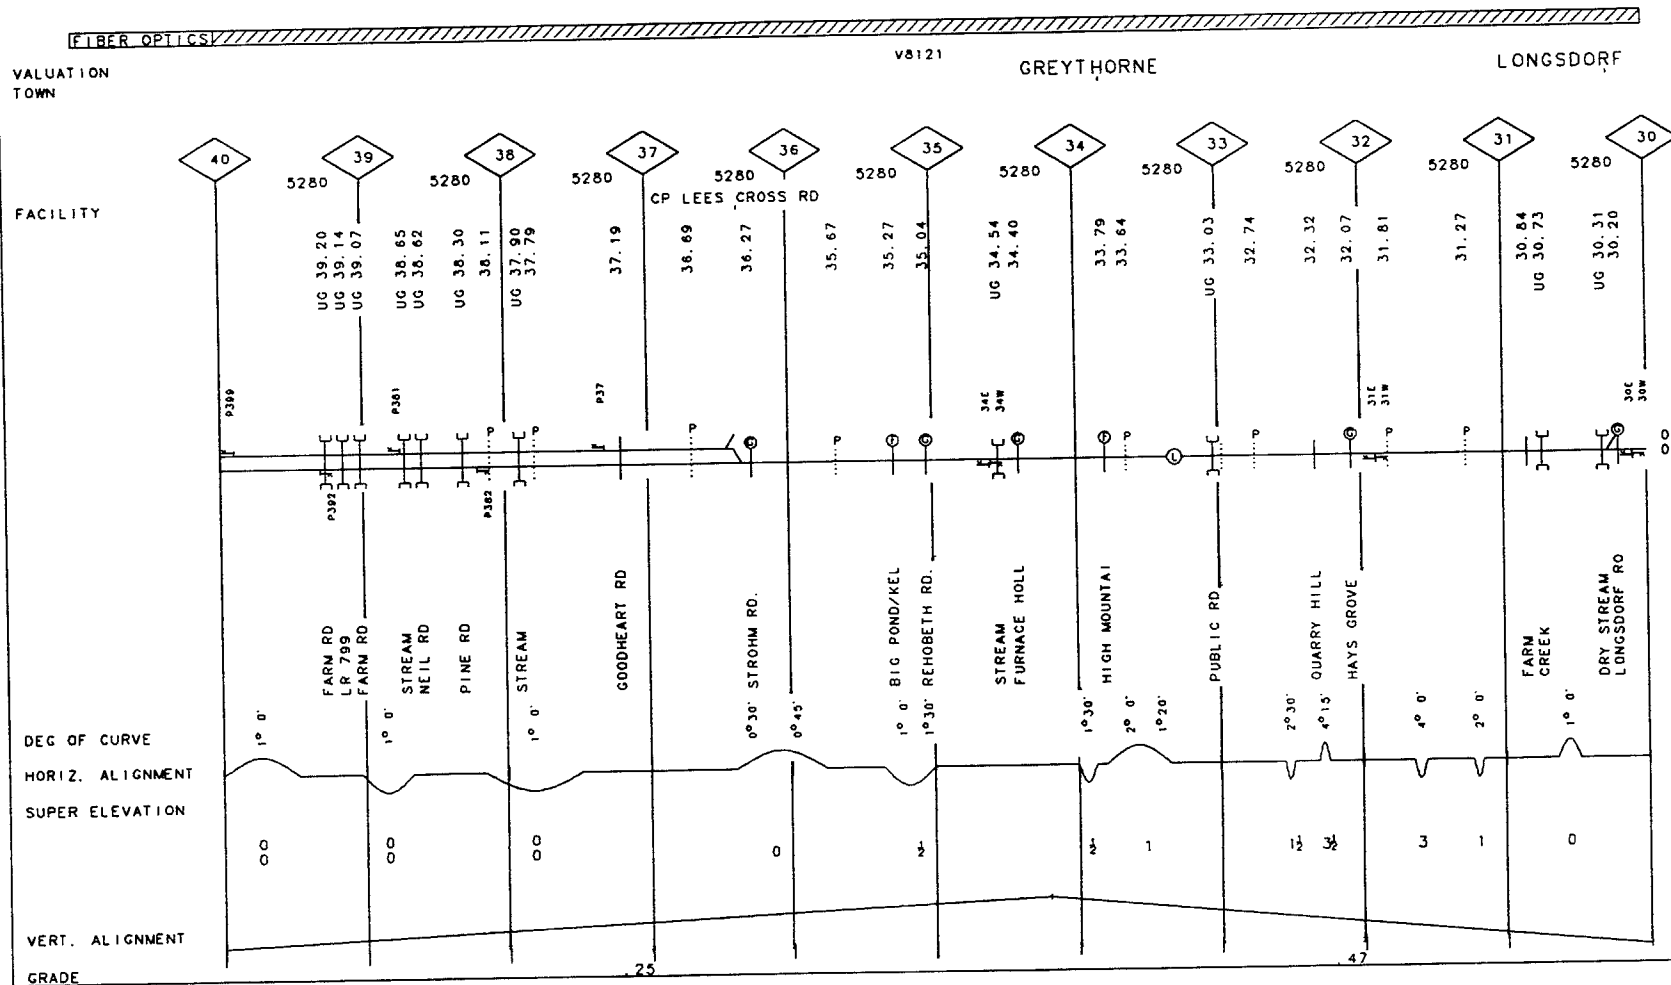 FIBER OPTICS
V8121
VALUATION
TOWN
GREYTHORNE
LONGSDORF
40
39
38
37
36
35
34
33
32
31
30
5280
5280
5280
5280
5280
5280
5280
5280
5280
CP LEES CROSS RD
FACILITY
UG 39.20
UG 39.14
UG 39.07
UG 38.65
UG 38.62
UG 38.30
38.11
UG 37.90
37.79
37.19
36.69
36.27
35.67
35.27
35.04
UG 34.54
34.40
33.79
33.64
UG 33.03
32.74
32.32
32.07
31.81
31.27
30.84
UG 30.73
UG 30.31
30.20
P399
P381
P37
34E
34W
31E
31W
30E
30W
P
P
P
P
P
P
P
P
G
F
G
G
F
L
G
G
0
0
P392
P382
FARM RD
LR 799
FARM RD
STREAM
NEIL RD
PINE RD
STREAM
GOODHEART RD
STROHM RD.
BIG POND/KEL
REHOBETH RD.
STREAM
FURNACE HOLL
HIGH MOUNTAI
PUBLIC RD
QUARRY HILL
HAYS GROVE
FARM
CREEK
DRY STREAM
LONGSDORF RO
DEG OF CURVE
1° 0'
1° 0'
1° 0'
0°30'
0°45'
1° 0'
1°30'
1°30'
2° 0'
1°20'
2°30'
4°15'
4° 0'
2° 0'
1° 0'
HORIZ. ALIGNMENT
SUPER ELEVATION
0
0
0
0
0
0
0
½
½
1
1½
3½
3
1
0
VERT. ALIGNMENT
GRADE
.25
.47